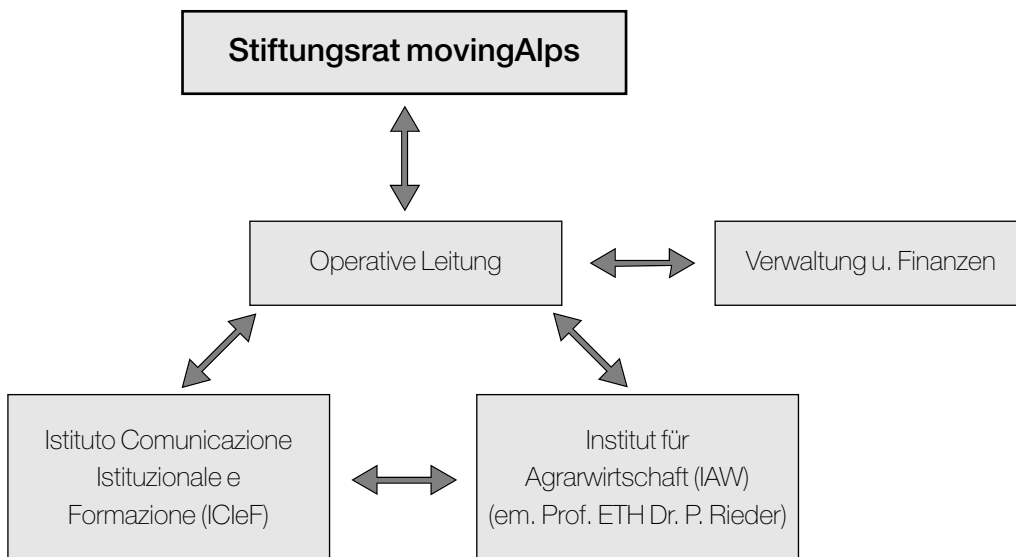 Stiftungsrat movingAlps
Operative Leitung
Verwaltung u. Finanzen
Istituto Comunicazione
Istituzionale e
Formazione (ICIeF)
Institut für
Agrarwirtschaft (IAW)
(em. Prof. ETH Dr. P. Rieder)